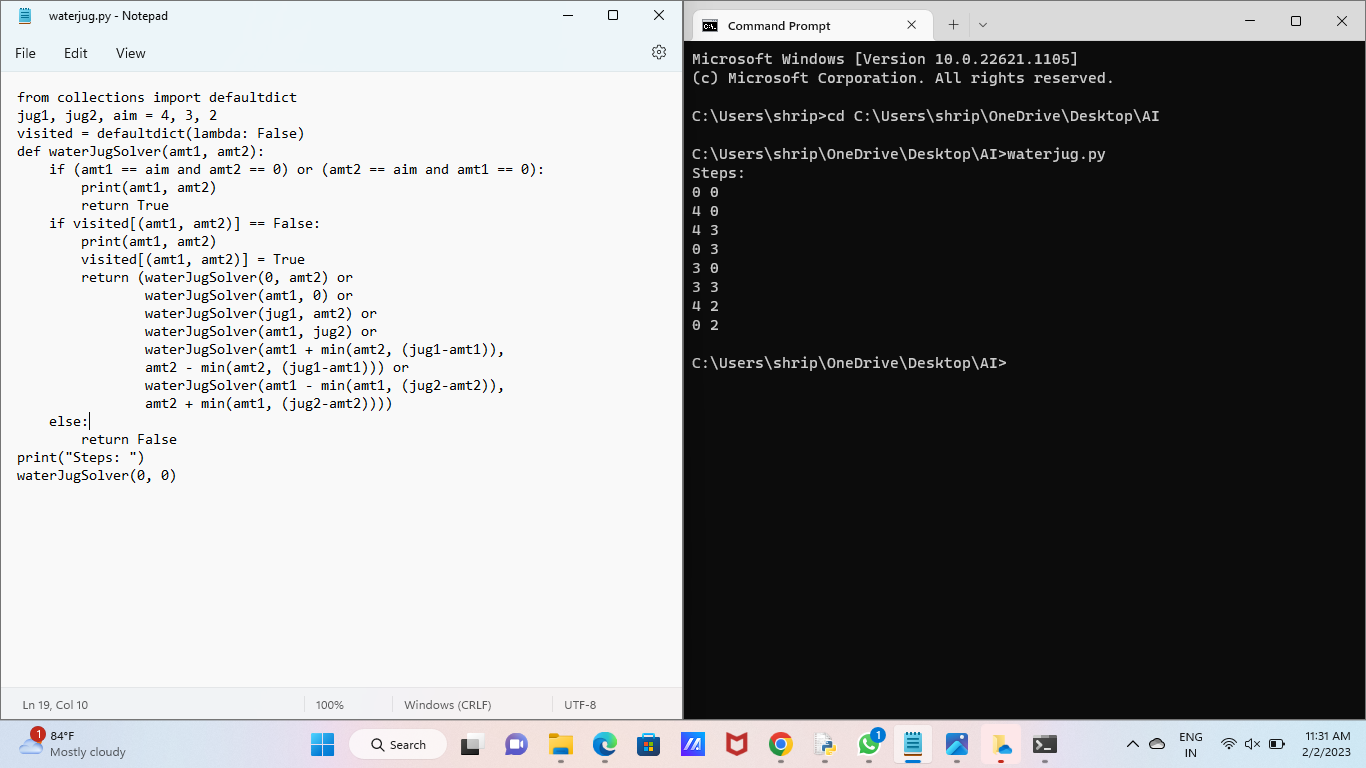 waterjug.py - Notepad
File Edit View
from collections import defaultdict
jug1, jug2, aim = 4, 3, 2
visited = defaultdict(lambda: False)
def waterJugSolver(amt1, amt2):
    if (amt1 == aim and amt2 == 0) or (amt2 == aim and amt1 == 0):
        print(amt1, amt2)
        return True
    if visited[(amt1, amt2)] == False:
        print(amt1, amt2)
        visited[(amt1, amt2)] = True
        return (waterJugSolver(0, amt2) or
                waterJugSolver(amt1, 0) or
                waterJugSolver(jug1, amt2) or
                waterJugSolver(amt1, jug2) or
                waterJugSolver(amt1 + min(amt2, (jug1-amt1)),
                amt2 - min(amt2, (jug1-amt1))) or
                waterJugSolver(amt1 - min(amt1, (jug2-amt2)),
                amt2 + min(amt1, (jug2-amt2))))
    else:
        return False
print("Steps: ")
waterJugSolver(0, 0)
Ln 19, Col 10 100% Windows (CRLF) UTF-8
Command Prompt
Microsoft Windows [Version 10.0.22621.1105]
(c) Microsoft Corporation. All rights reserved.
C:\Users\shrip>cd C:\Users\shrip\OneDrive\Desktop\AI
C:\Users\shrip\OneDrive\Desktop\AI>waterjug.py
Steps:
0 0
4 0
4 3
0 3
3 0
3 3
4 2
0 2
C:\Users\shrip\OneDrive\Desktop\AI>
1
84°F
Mostly cloudy
Search
1
ENG
IN
11:31 AM
2/2/2023